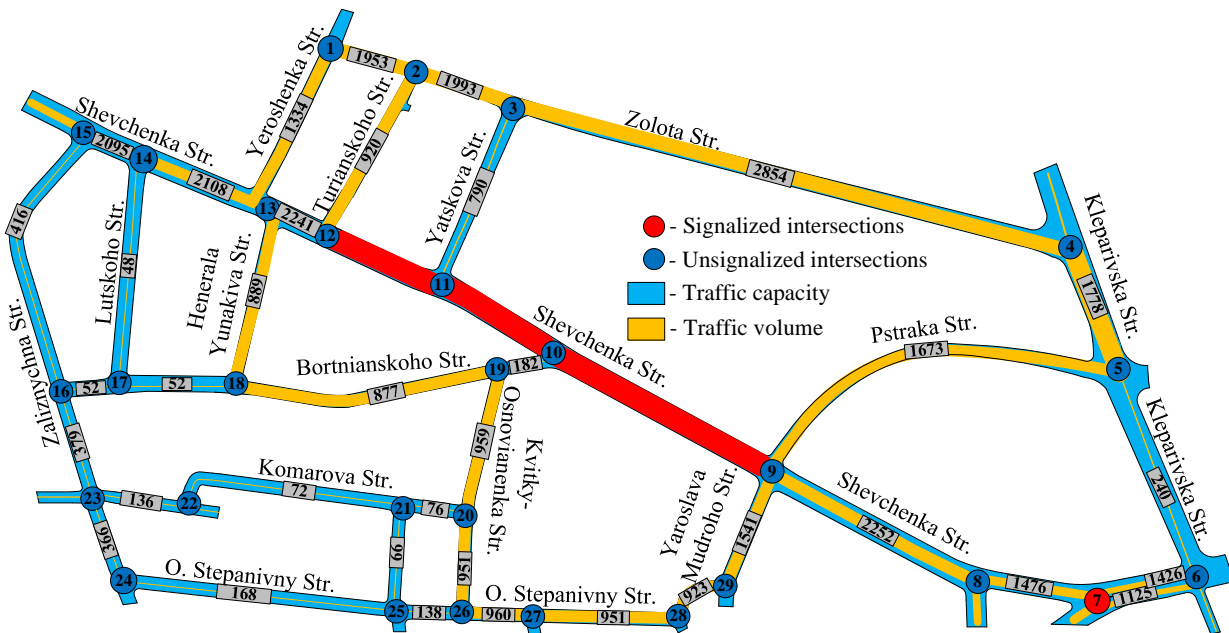 1
1953
2
1993
3
Zolota Str.
2854
4
Kleparivska Str.
1778
5
Kleparivska Str.
240
6
1426
1125
7
1476
8
2252
Shevchenka Str.
9
Pstraka Str.
1673
Yeroshenka Str.
1334
Turianskoho Str.
920
Yatskova Str.
790
Shevchenka Str.
15
2095
14
2108
13
2241
12
11
10
Shevchenka Str.
- Signalized intersections
- Unsignalized intersections
- Traffic capacity
- Traffic volume
416
Zaliznychna Str.
Lutskoho Str.
48
Henerala
Yunakiva Str.
889
16
52
17
52
18
Bortnianskoho Str.
877
19
182
Kvitky-
Osnovianenka Str.
959
379
23
136
22
Komarova Str.
72
21
76
20
366
24
O. Stepanivny Str.
168
66
25
138
951
26
960
27
O. Stepanivny Str.
951
28
923
29
Yaroslava
Mudroho Str.
1541